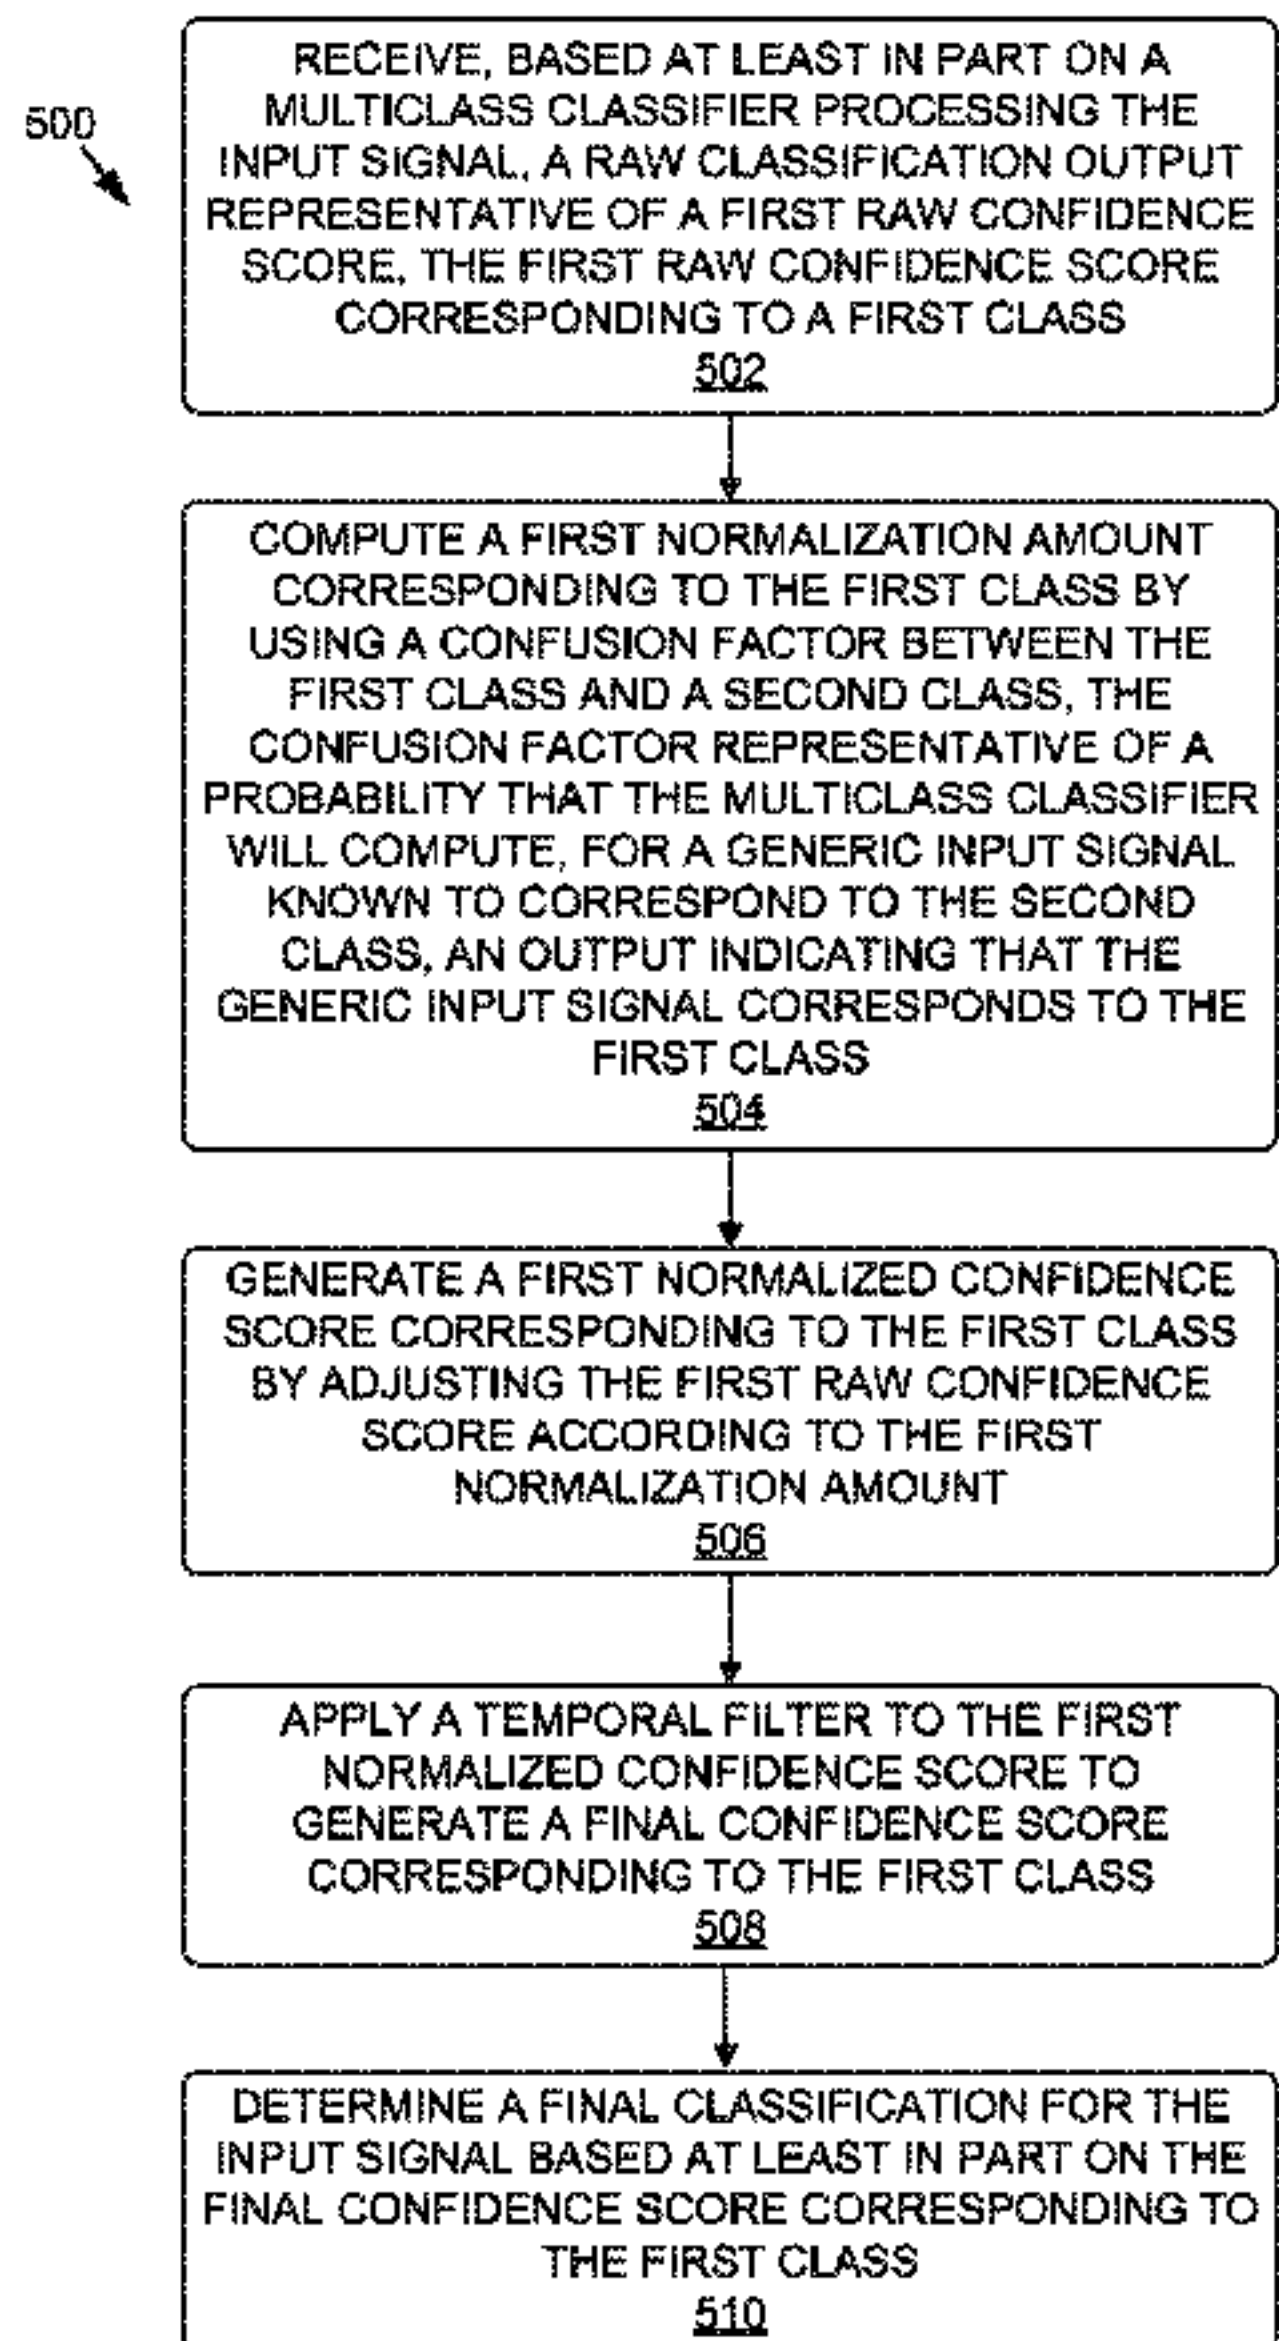 500
RECEIVE, BASED AT LEAST IN PART ON A
MULTICLASS CLASSIFIER PROCESSING THE
INPUT SIGNAL, A RAW CLASSIFICATION OUTPUT
REPRESENTATIVE OF A FIRST RAW CONFIDENCE
SCORE, THE FIRST RAW CONFIDENCE SCORE
CORRESPONDING TO A FIRST CLASS
502
COMPUTE A FIRST NORMALIZATION AMOUNT
CORRESPONDING TO THE FIRST CLASS BY
USING A CONFUSION FACTOR BETWEEN THE
FIRST CLASS AND A SECOND CLASS, THE
CONFUSION FACTOR REPRESENTATIVE OF A
PROBABILITY THAT THE MULTICLASS CLASSIFIER
WILL COMPUTE, FOR A GENERIC INPUT SIGNAL
KNOWN TO CORRESPOND TO THE SECOND
CLASS, AN OUTPUT INDICATING THAT THE
GENERIC INPUT SIGNAL CORRESPONDS TO THE
FIRST CLASS
504
GENERATE A FIRST NORMALIZED CONFIDENCE
SCORE CORRESPONDING TO THE FIRST CLASS
BY ADJUSTING THE FIRST RAW CONFIDENCE
SCORE ACCORDING TO THE FIRST
NORMALIZATION AMOUNT
506
APPLY A TEMPORAL FILTER TO THE FIRST
NORMALIZED CONFIDENCE SCORE TO
GENERATE A FINAL CONFIDENCE SCORE
CORRESPONDING TO THE FIRST CLASS
508
DETERMINE A FINAL CLASSIFICATION FOR THE
INPUT SIGNAL BASED AT LEAST IN PART ON THE
FINAL CONFIDENCE SCORE CORRESPONDING TO
THE FIRST CLASS
510